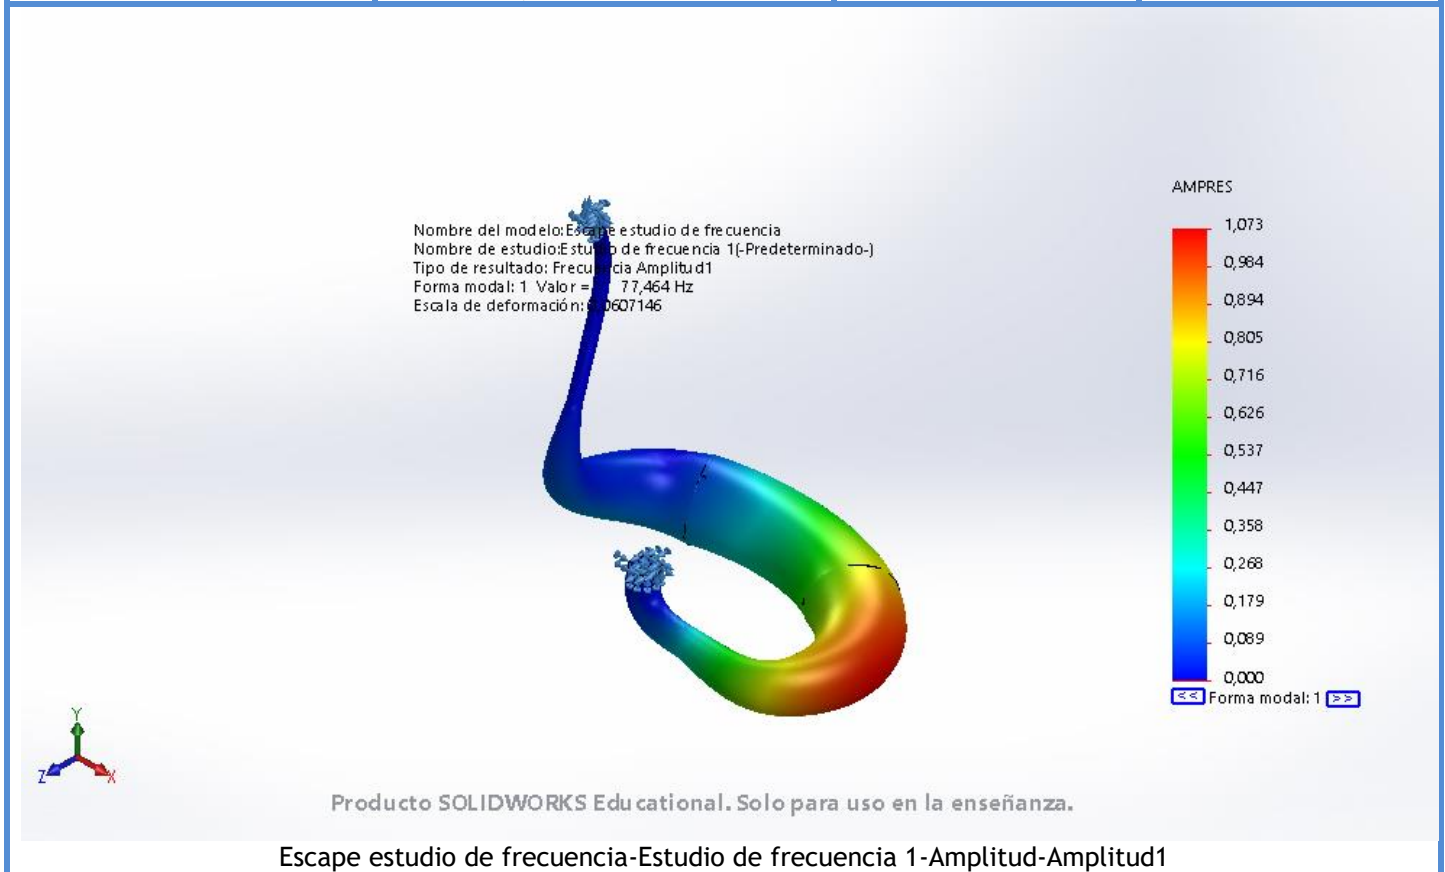 Nombre del modelo:Escape estudio de frecuencia
Nombre de estudio:Estudio de frecuencia 1(-Predeterminado-)
Tipo de resultado: Frecuencia Amplitud1
Forma modal: 1 Valor = 77,464 Hz
Escala de deformación: 0,0607146
AMPRES
1,073
0,984
0,894
0,805
0,716
0,626
0,537
0,447
0,358
0,268
0,179
0,089
0,000
<< Forma modal: 1 >>
Y
Z X
Producto SOLIDWORKS Educational. Solo para uso en la enseñanza.
Escape estudio de frecuencia-Estudio de frecuencia 1-Amplitud-Amplitud1